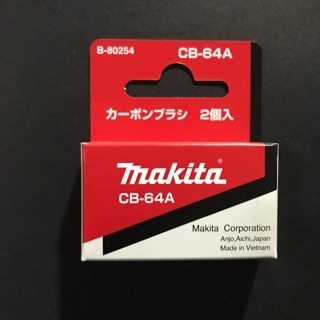 B-80254 CB-64A
カーボンブラシ 2個入
makita
CB-64A
Makita Corporation
Anjo,Aichi,Japan
Made in Vietnam